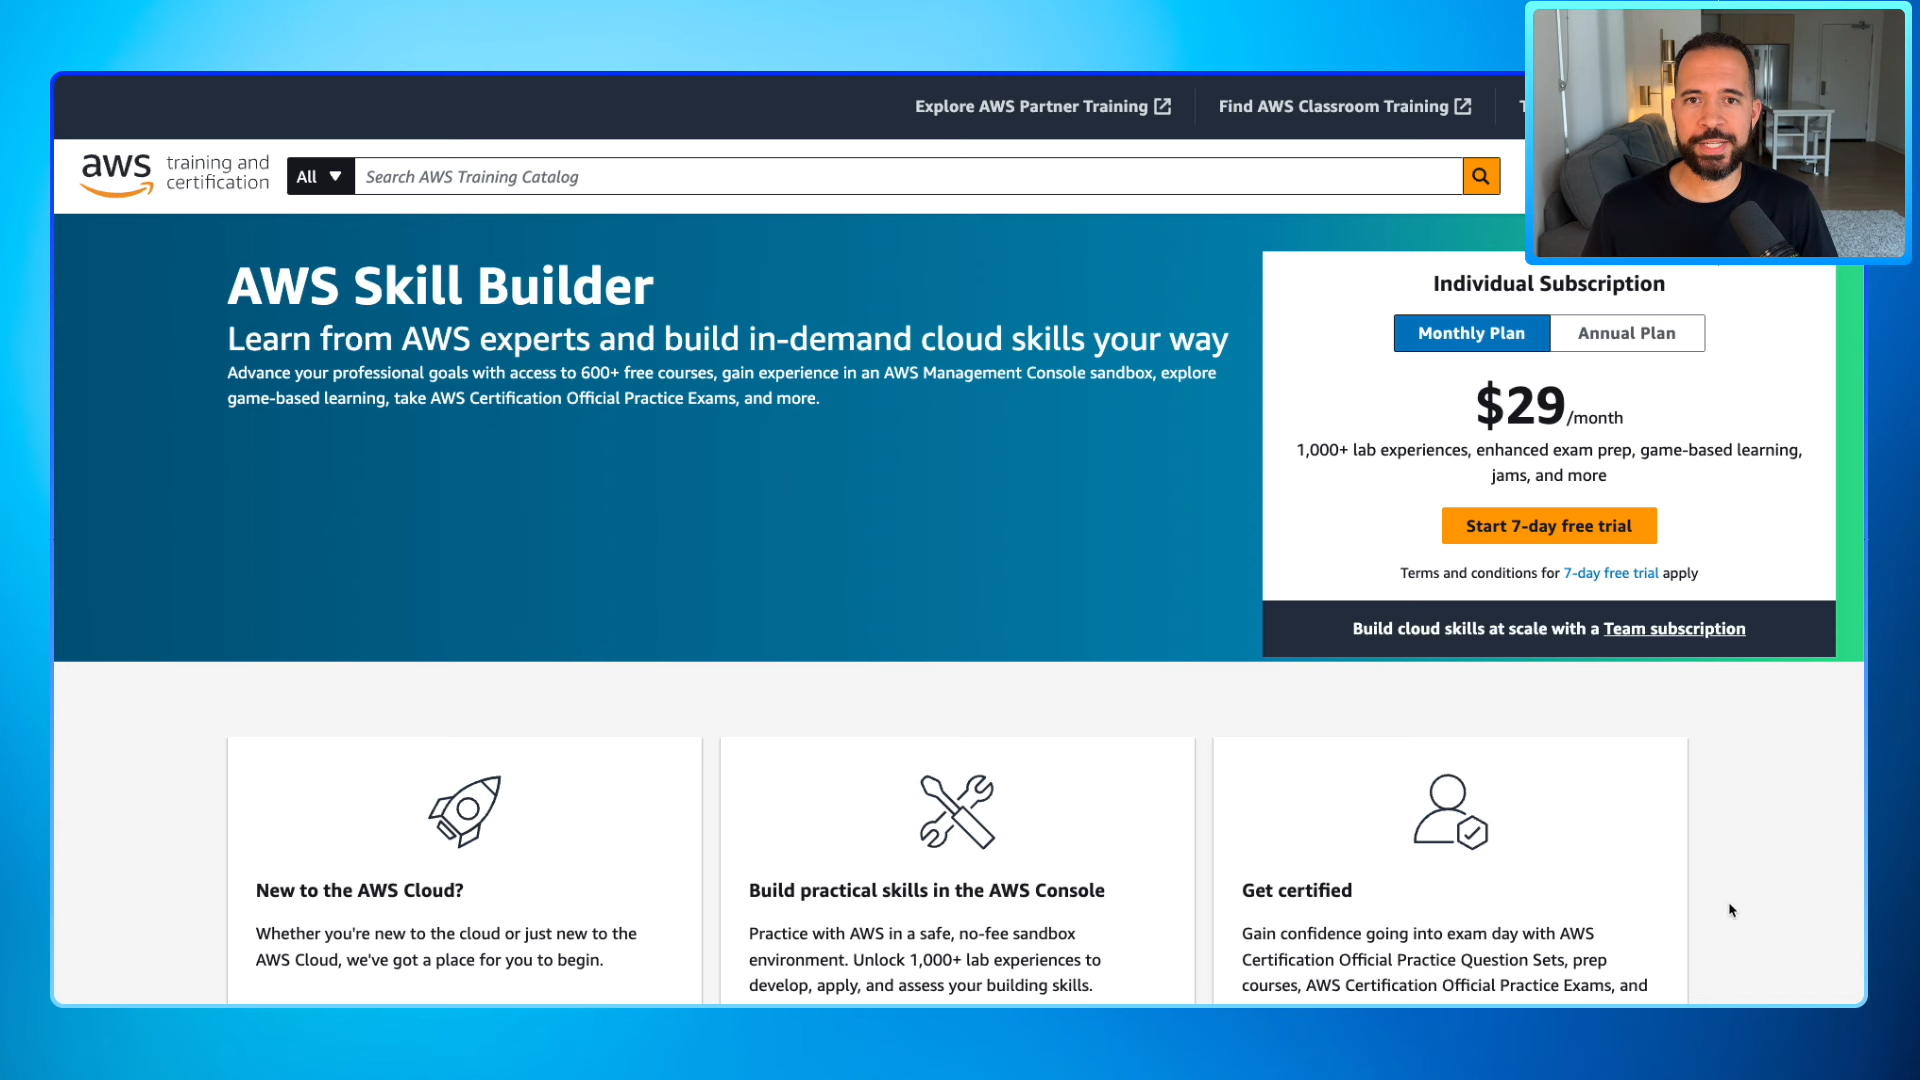 Explore AWS Partner Training
Find AWS Classroom Training
aws
training and
certification
All
Search AWS Training Catalog
AWS Skill Builder
Learn from AWS experts and build in-demand cloud skills your way
Advance your professional goals with access to 600+ free courses, gain experience in an AWS Management Console sandbox, explore
game-based learning, take AWS Certification Official Practice Exams, and more.
Individual Subscription
Monthly Plan
Annual Plan
$29/month
1,000+ lab experiences, enhanced exam prep, game-based learning,
jams, and more
Start 7-day free trial
Terms and conditions for 7-day free trial apply
Build cloud skills at scale with a Team subscription
New to the AWS Cloud?
Whether you're new to the cloud or just new to the
AWS Cloud, we've got a place for you to begin.
Build practical skills in the AWS Console
Practice with AWS in a safe, no-fee sandbox
environment. Unlock 1,000+ lab experiences to
develop, apply, and assess your building skills.
Get certified
Gain confidence going into exam day with AWS
Certification Official Practice Question Sets, prep
courses, AWS Certification Official Practice Exams, and